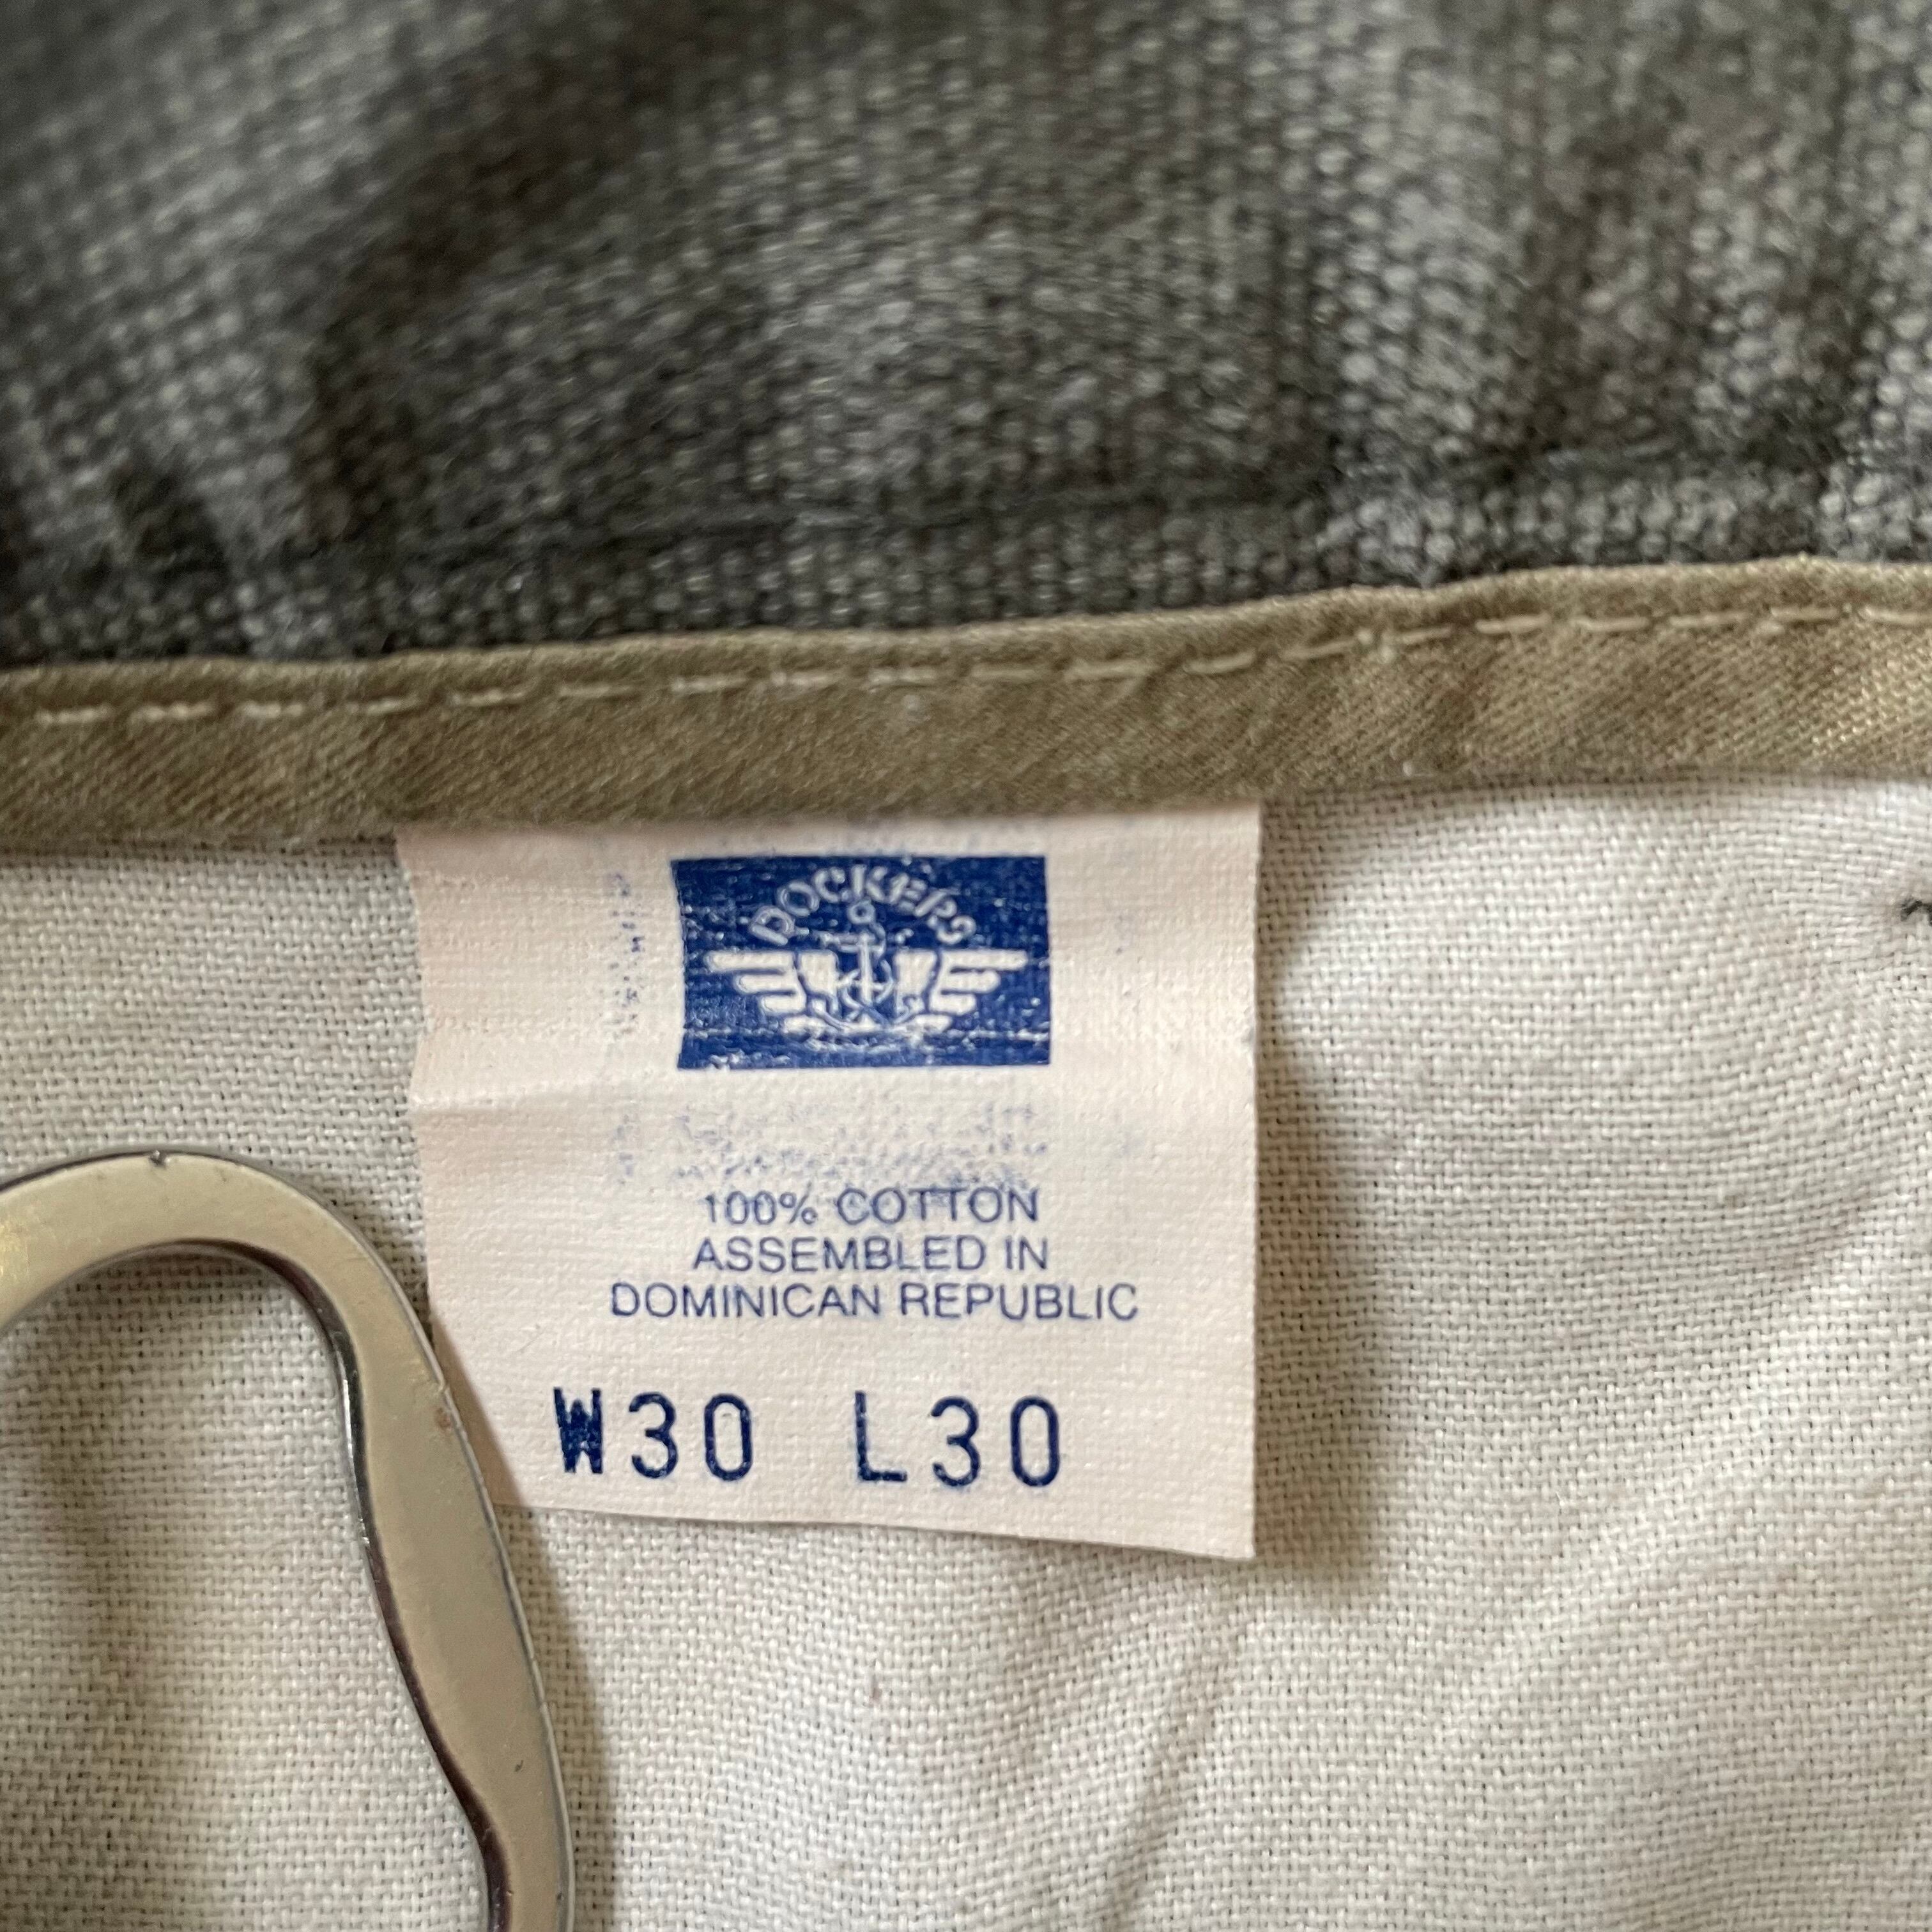 DOCKERS
100% COTTON
ASSEMBLED IN
DOMINICAN REPUBLIC
W30 L30